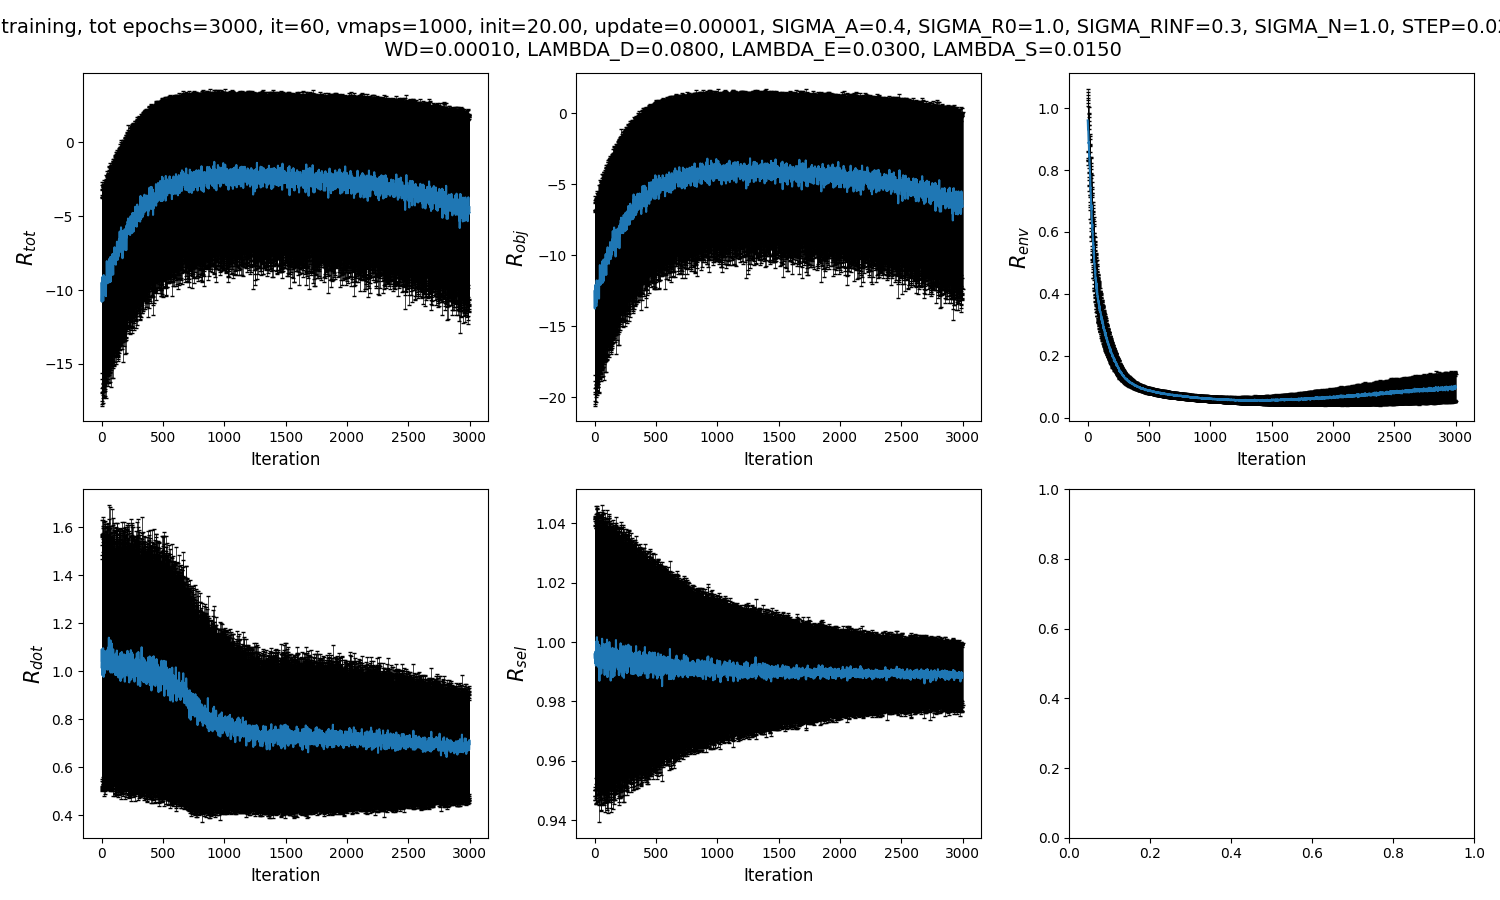 training, tot epochs=3000, it=60, vmaps=1000, init=20.00, update=0.00001, SIGMA_A=0.4, SIGMA_R0=1.0, SIGMA_RINF=0.3, SIGMA_N=1.0, STEP=0.0
WD=0.00010, LAMBDA_D=0.0800, LAMBDA_E=0.0300, LAMBDA_S=0.0150
R_tot
0
−5
−10
−15
0 500 1000 1500 2000 2500 3000
Iteration
R_obj
0
−5
−10
−15
−20
0 500 1000 1500 2000 2500 3000
Iteration
R_env
1.0
0.8
0.6
0.4
0.2
0.0
0 500 1000 1500 2000 2500 3000
Iteration
R_dot
1.6
1.4
1.2
1.0
0.8
0.6
0.4
0 500 1000 1500 2000 2500 3000
Iteration
R_sel
1.04
1.02
1.00
0.98
0.96
0.94
0 500 1000 1500 2000 2500 3000
Iteration
1.0
0.8
0.6
0.4
0.2
0.0
0.0 0.2 0.4 0.6 0.8 1.0